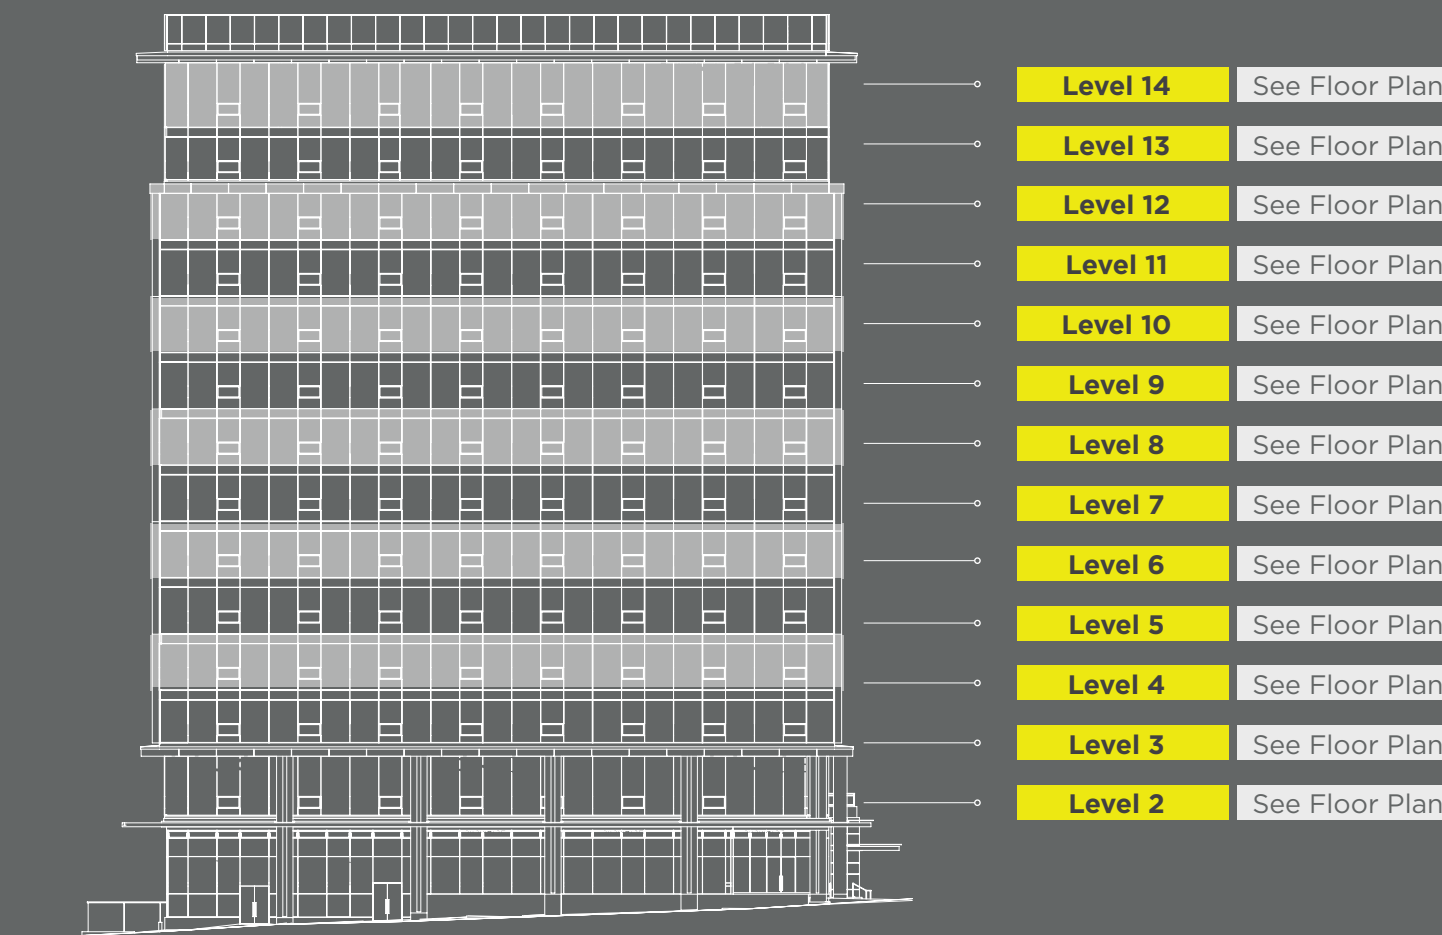 Level 14 See Floor Plan
Level 13 See Floor Plan
Level 12 See Floor Plan
Level 11 See Floor Plan
Level 10 See Floor Plan
Level 9 See Floor Plan
Level 8 See Floor Plan
Level 7 See Floor Plan
Level 6 See Floor Plan
Level 5 See Floor Plan
Level 4 See Floor Plan
Level 3 See Floor Plan
Level 2 See Floor Plan